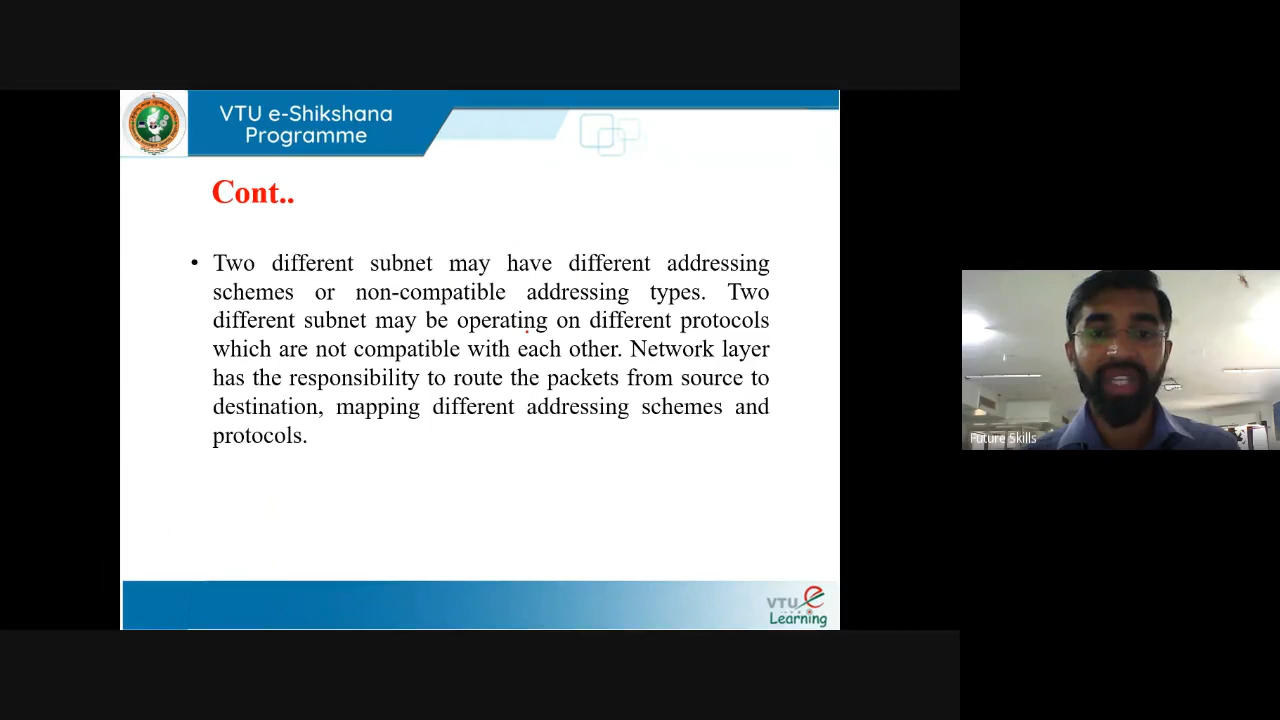 VTU e-Shikshana
Programme
Cont..
• Two different subnet may have different addressing
schemes or non-compatible addressing types. Two
different subnet may be operating on different protocols
which are not compatible with each other. Network layer
has the responsibility to route the packets from source to
destination, mapping different addressing schemes and
protocols.
Future Skills
VTU e
Learning